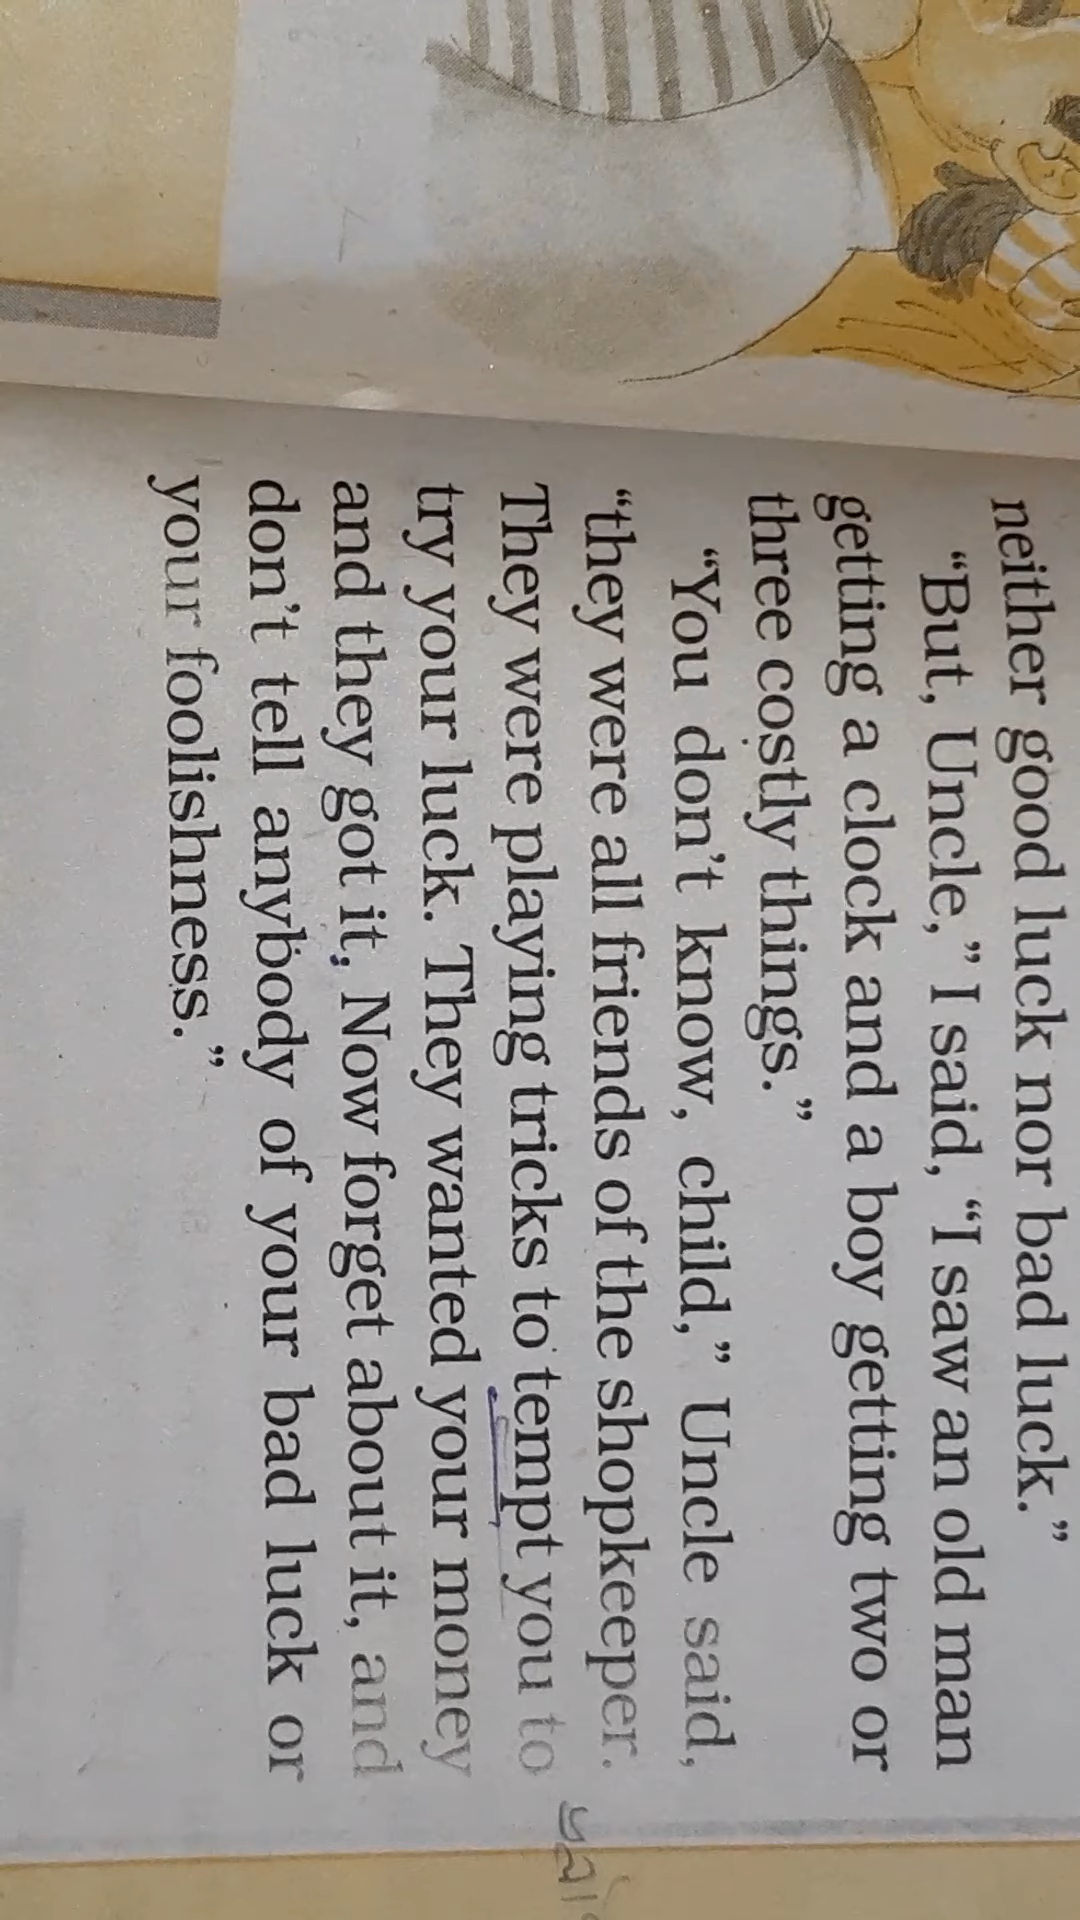 neither good luck nor bad luck.”
“But, Uncle,” I said, “I saw an old man
getting a clock and a boy getting two or
three costly things.”
“You don’t know, child,” Uncle said,
“they were all friends of the shopkeeper.
They were playing tricks to tempt you to
try your luck. They wanted your money
and they got it. Now forget about it, and
don’t tell anybody of your bad luck or
your foolishness.”